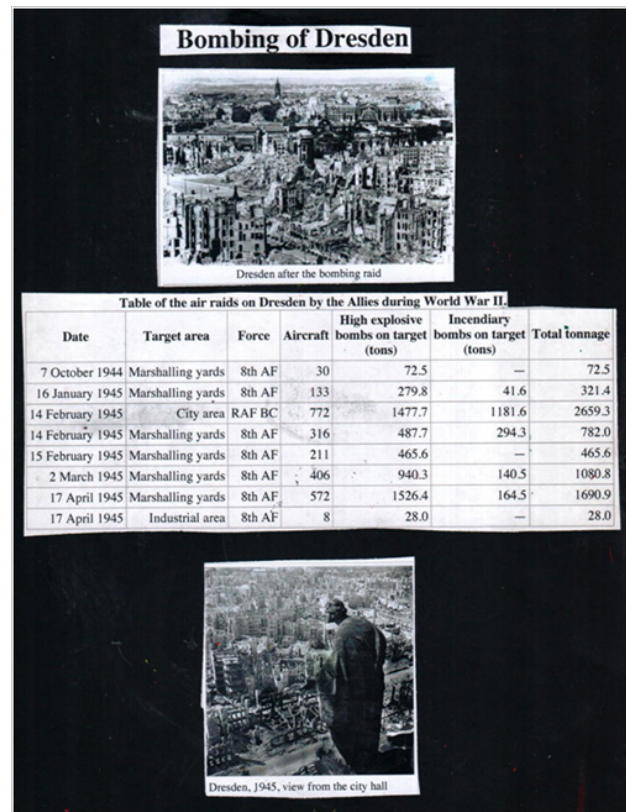 Bombing of Dresden
Dresden after the bombing raid
Table of the air raids on Dresden by the Allies during World War II.
Date Target area Force Aircraft High explosive bombs on target (tons) Incendiary bombs on target (tons) Total tonnage
7 October 1944 Marshalling yards 8th AF 30 72.5 — 72.5
16 January 1945 Marshalling yards 8th AF 133 279.8 41.6 321.4
14 February 1945 City area RAF BC 772 1477.7 1181.6 2659.3
14 February 1945 Marshalling yards 8th AF 316 487.7 294.3 782.0
15 February 1945 Marshalling yards 8th AF 211 465.6 — 465.6
2 March 1945 Marshalling yards 8th AF 406 940.3 140.5 1080.8
17 April 1945 Marshalling yards 8th AF 572 1526.4 164.5 1690.9
17 April 1945 Industrial area 8th AF 8 28.0 — 28.0
Dresden, 1945, view from the city hall